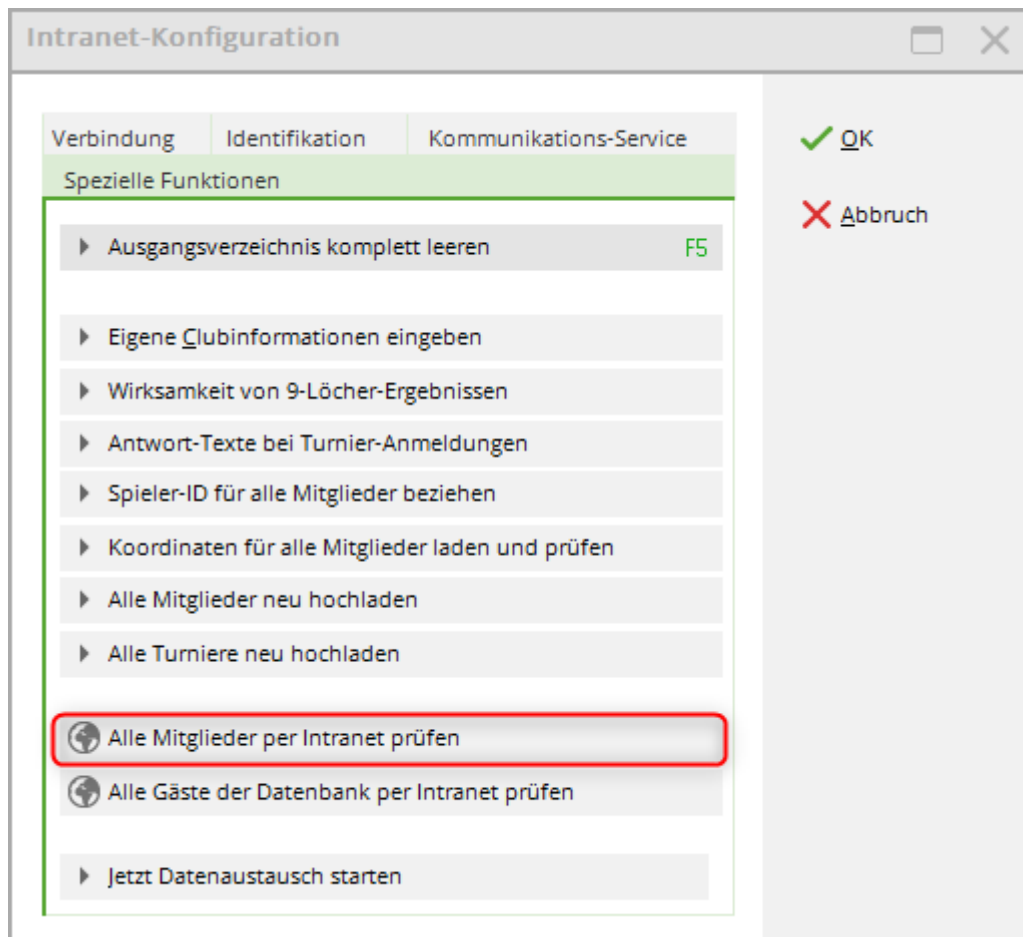 Intranet-Konfiguration
Verbindung Identifikation Kommunikations-Service
Spezielle Funktionen
OK
Abbruch
Ausgangsverzeichnis komplett leeren F5
Eigene Clubinformationen eingeben
Wirksamkeit von 9-Löcher-Ergebnissen
Antwort-Texte bei Turnier-Anmeldungen
Spieler-ID für alle Mitglieder beziehen
Koordinaten für alle Mitglieder laden und prüfen
Alle Mitglieder neu hochladen
Alle Turniere neu hochladen
Alle Mitglieder per Intranet prüfen
Alle Gäste der Datenbank per Intranet prüfen
Jetzt Datenaustausch starten